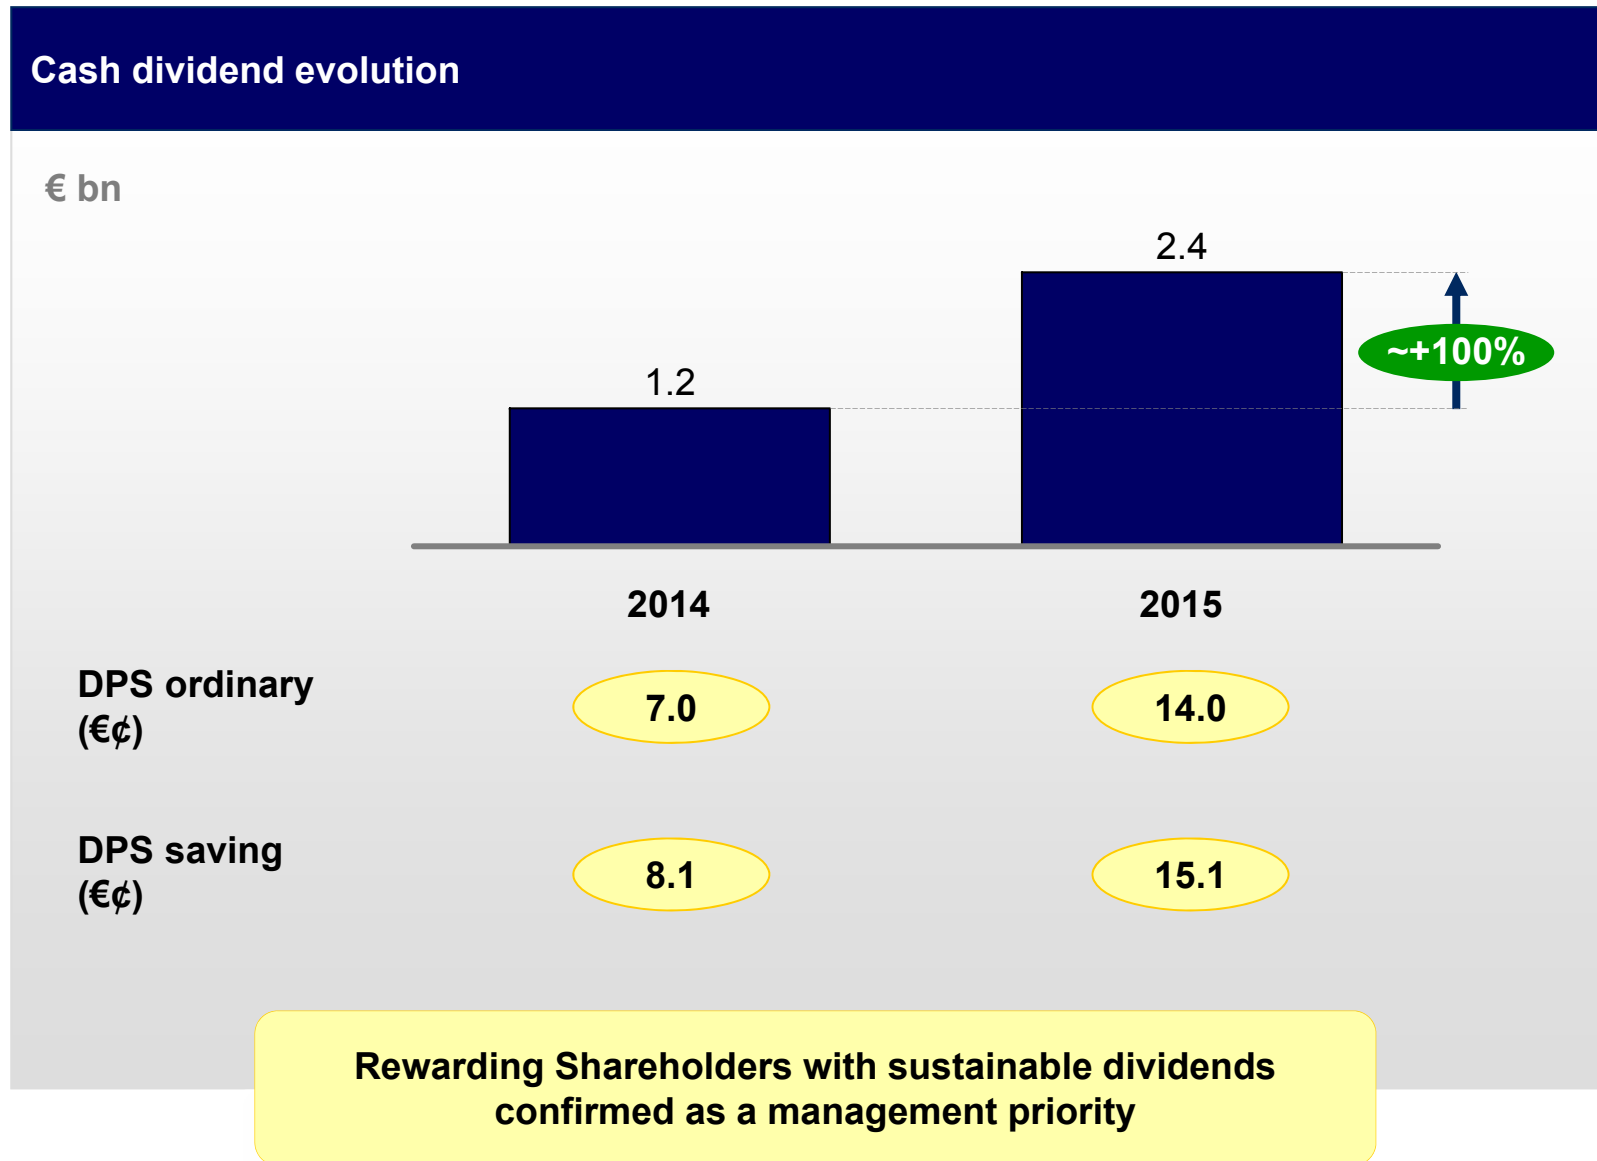 Cash dividend evolution
€ bn
2.4
~+100%
1.2
2014
2015
DPS ordinary
(€¢)
7.0
14.0
DPS saving
(€¢)
8.1
15.1
Rewarding Shareholders with sustainable dividends
confirmed as a management priority